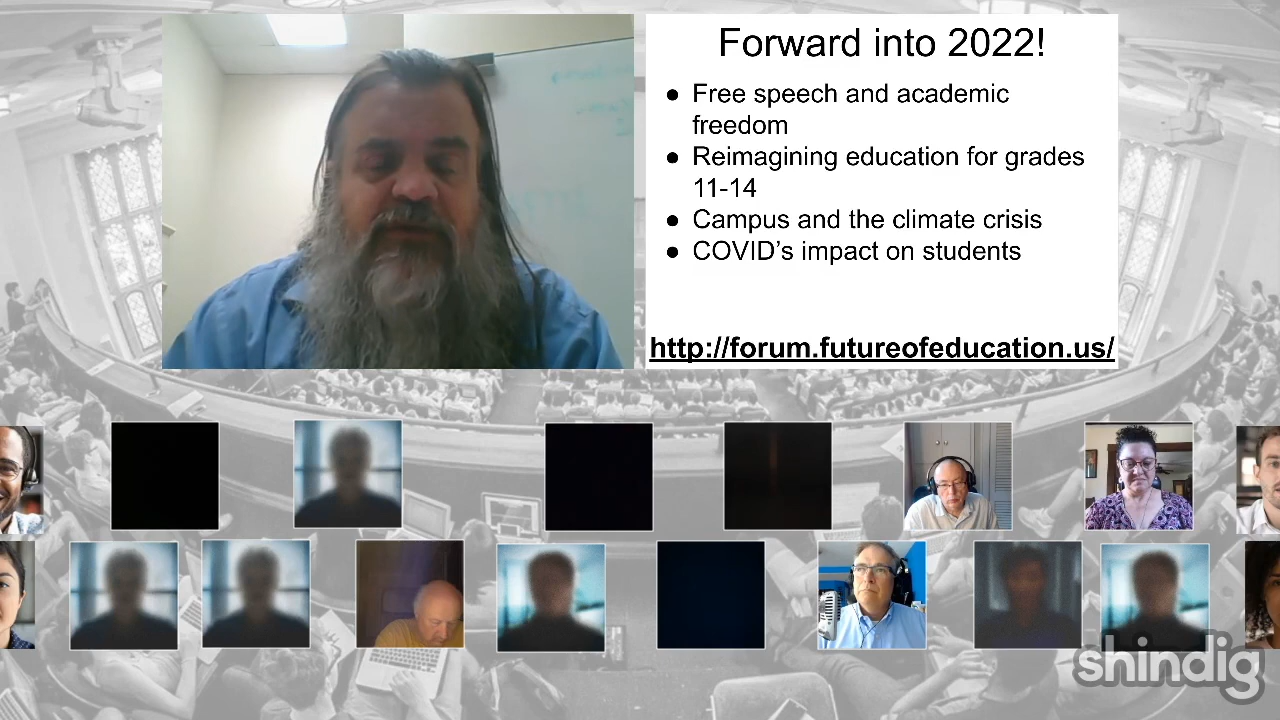 Forward into 2022!
● Free speech and academic
freedom
● Reimagining education for grades
11-14
● Campus and the climate crisis
● COVID’s impact on students
http://forum.futureofeducation.us/
shindig